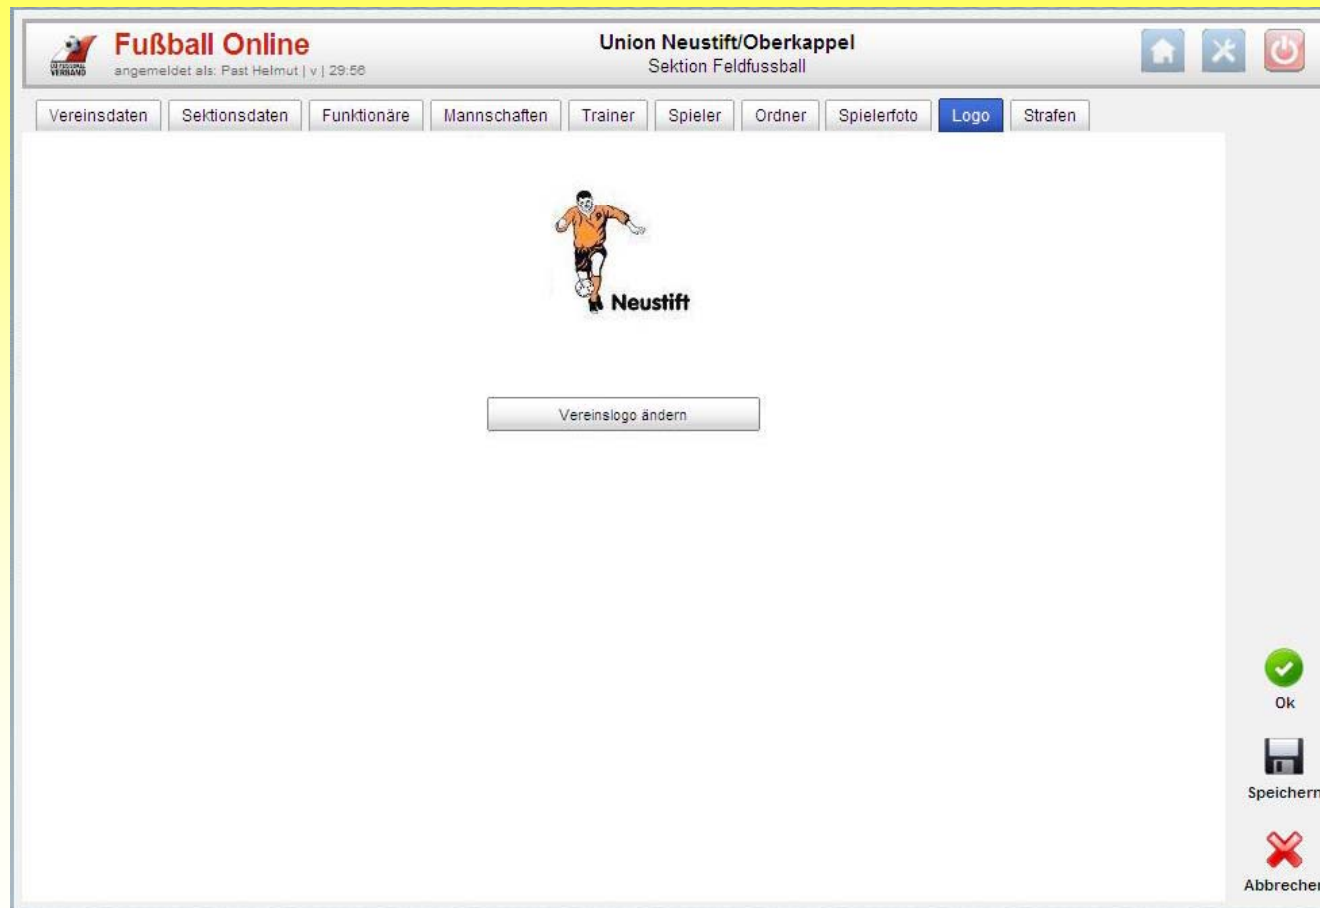 Fußball Online
angemeldet als: Past Helmut | v | 29:56
Union Neustift/Oberkappel
Sektion Feldfussball
Vereinsdaten
Sektionsdaten
Funktionäre
Mannschaften
Trainer
Spieler
Ordner
Spielerfoto
Logo
Strafen
Neustift
Vereinslogo ändern
Ok
Speichern
Abbrechen